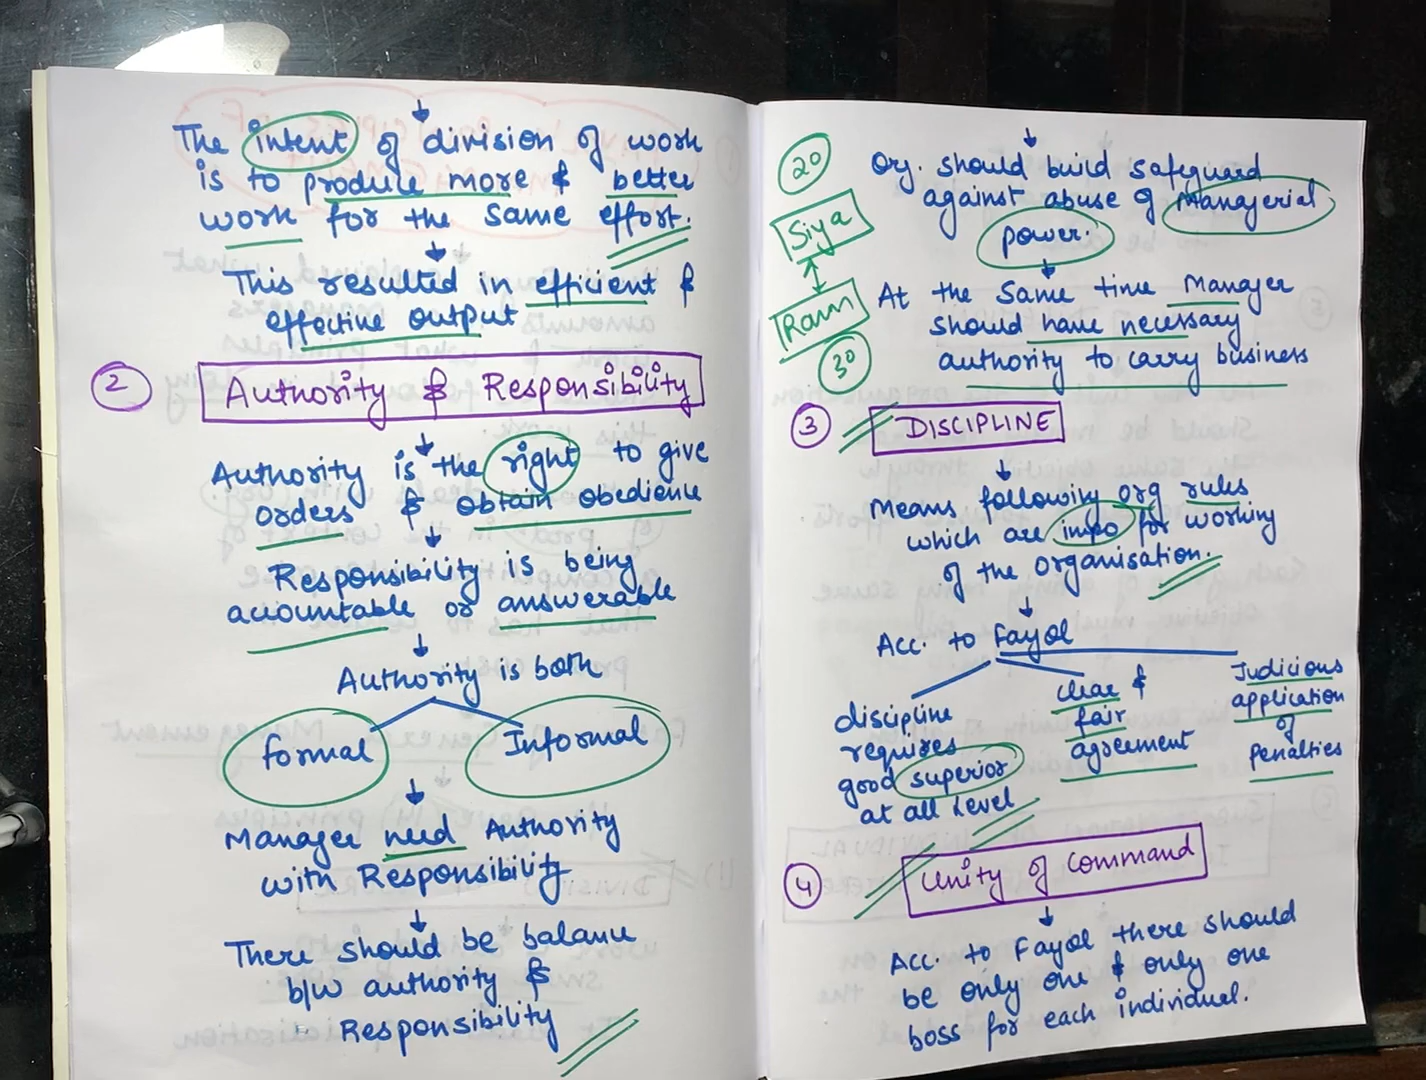 The intent of division of work
is to produce more & better
work for the same effort.
This resulted in efficient &
effective output
2 Authority & Responsibility
Authority is the right to give
orders & obtain obedience
Responsibility is being
accountable or answerable
Authority is both
formal Informal
Manager need Authority
with Responsibility
There should be balance
b/w authority &
Responsibility
20
Siya
Ram
30
Org. should build safeguard
against abuse of Managerial
power.
At the same time Manager
should have necessary
authority to carry business
3 DISCIPLINE
Means following org rules
which are impo for working
of the organisation.
Acc. to Fayol
discipline
requires
good superior
at all level
clear &
fair
agreement
Judicious
application
of
penalties
4 Unity of Command
Acc. to Fayol there should
be only one & only one
boss for each individual.